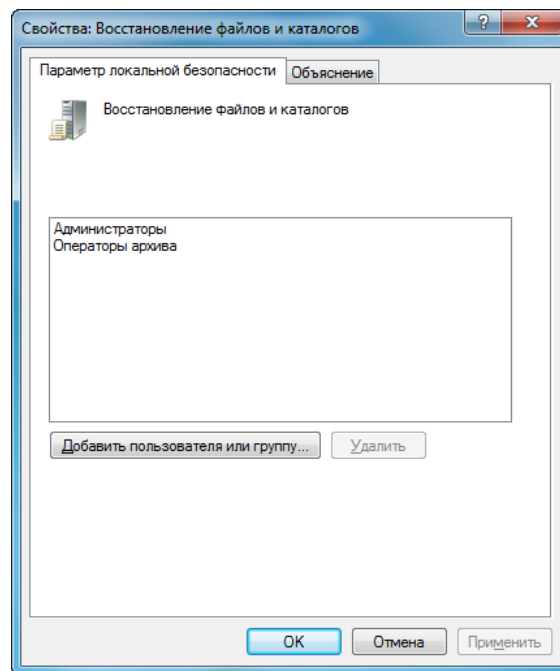 Свойства: Восстановление файлов и каталогов
Параметр локальной безопасности
Объяснение
Восстановление файлов и каталогов
Администраторы
Операторы архива
Добавить пользователя или группу...
Удалить
ОК
Отмена
Применить